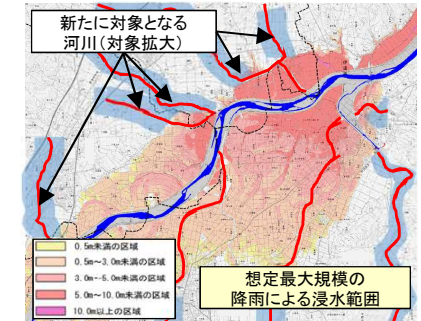 新たに対象となる
河川（対象拡大）
0.5m未満の区域
0.5m～3.0m未満の区域
3.0m～5.0m未満の区域
5.0m～10.0m未満の区域
10.0m以上の区域
想定最大規模の
降雨による浸水範囲